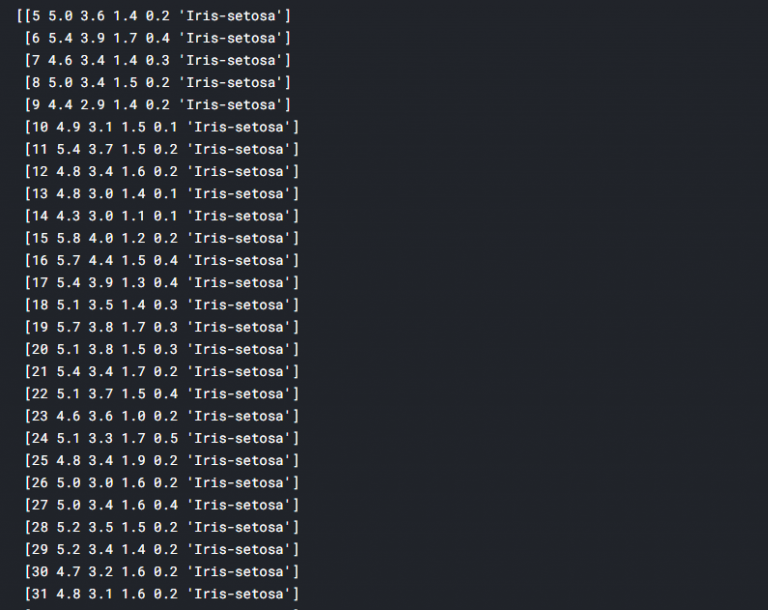 [[5 5.0 3.6 1.4 0.2 'Iris-setosa']
[6 5.4 3.9 1.7 0.4 'Iris-setosa']
[7 4.6 3.4 1.4 0.3 'Iris-setosa']
[8 5.0 3.4 1.5 0.2 'Iris-setosa']
[9 4.4 2.9 1.4 0.2 'Iris-setosa']
[10 4.9 3.1 1.5 0.1 'Iris-setosa']
[11 5.4 3.7 1.5 0.2 'Iris-setosa']
[12 4.8 3.4 1.6 0.2 'Iris-setosa']
[13 4.8 3.0 1.4 0.1 'Iris-setosa']
[14 4.3 3.0 1.1 0.1 'Iris-setosa']
[15 5.8 4.0 1.2 0.2 'Iris-setosa']
[16 5.7 4.4 1.5 0.4 'Iris-setosa']
[17 5.4 3.9 1.3 0.4 'Iris-setosa']
[18 5.1 3.5 1.4 0.3 'Iris-setosa']
[19 5.7 3.8 1.7 0.3 'Iris-setosa']
[20 5.1 3.8 1.5 0.3 'Iris-setosa']
[21 5.4 3.4 1.7 0.2 'Iris-setosa']
[22 5.1 3.7 1.5 0.4 'Iris-setosa']
[23 4.6 3.6 1.0 0.2 'Iris-setosa']
[24 5.1 3.3 1.7 0.5 'Iris-setosa']
[25 4.8 3.4 1.9 0.2 'Iris-setosa']
[26 5.0 3.0 1.6 0.2 'Iris-setosa']
[27 5.0 3.4 1.6 0.4 'Iris-setosa']
[28 5.2 3.5 1.5 0.2 'Iris-setosa']
[29 5.2 3.4 1.4 0.2 'Iris-setosa']
[30 4.7 3.2 1.6 0.2 'Iris-setosa']
[31 4.8 3.1 1.6 0.2 'Iris-setosa']